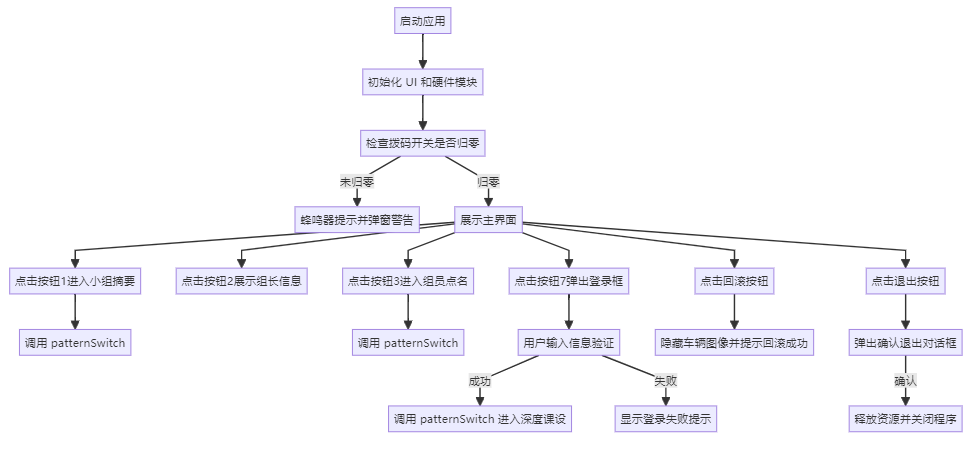 启动应用
初始化 UI 和硬件模块
检查拨码开关是否归零
未归零
归零
蜂鸣器提示并弹窗警告
展示主界面
点击按钮1进入小组摘要
点击按钮2展示组长信息
点击按钮3进入组员点名
点击按钮7弹出登录框
点击回滚按钮
点击退出按钮
调用 patternSwitch
调用 patternSwitch
用户输入信息验证
隐藏车辆图像并提示回滚成功
弹出确认退出对话框
成功
失败
确认
调用 patternSwitch 进入深度课设
显示登录失败提示
释放资源并关闭程序